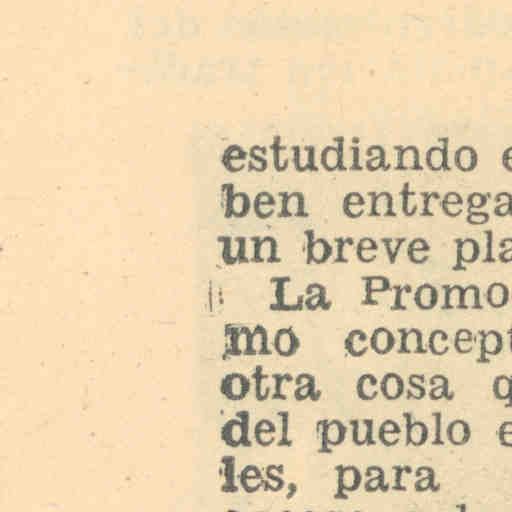 estudiando e
ben entrega
un breve pla
La Promo
mo concept
otra cosa q
del pueblo e
les, para